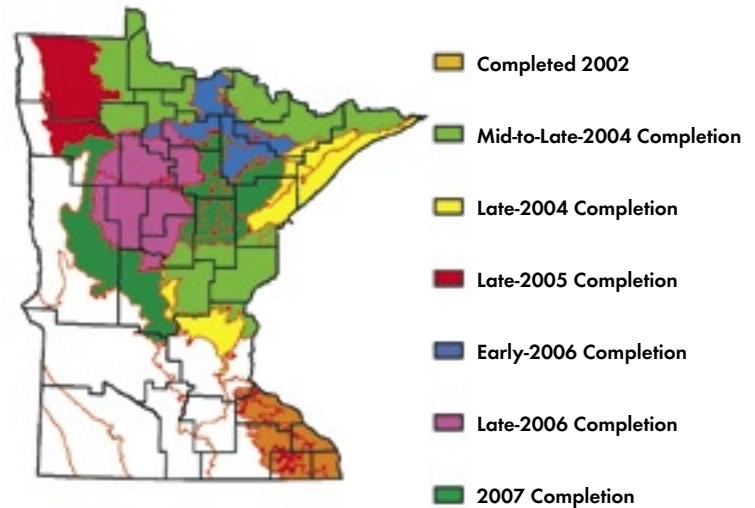 Completed 2002
Mid-to-Late-2004 Completion
Late-2004 Completion
Late-2005 Completion
Early-2006 Completion
Late-2006 Completion
2007 Completion